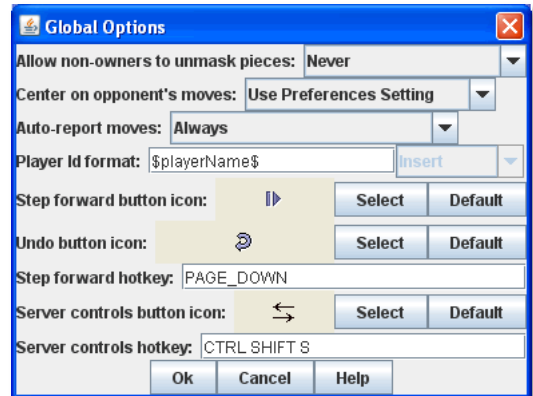 Global Options
Allow non-owners to unmask pieces: Never
Center on opponent's moves: Use Preferences Setting
Auto-report moves: Always
Player Id format: $playerName$ Insert
Step forward button icon: Select Default
Undo button icon: Select Default
Step forward hotkey: PAGE_DOWN
Server controls button icon: Select Default
Server controls hotkey: CTRL SHIFT S
Ok Cancel Help